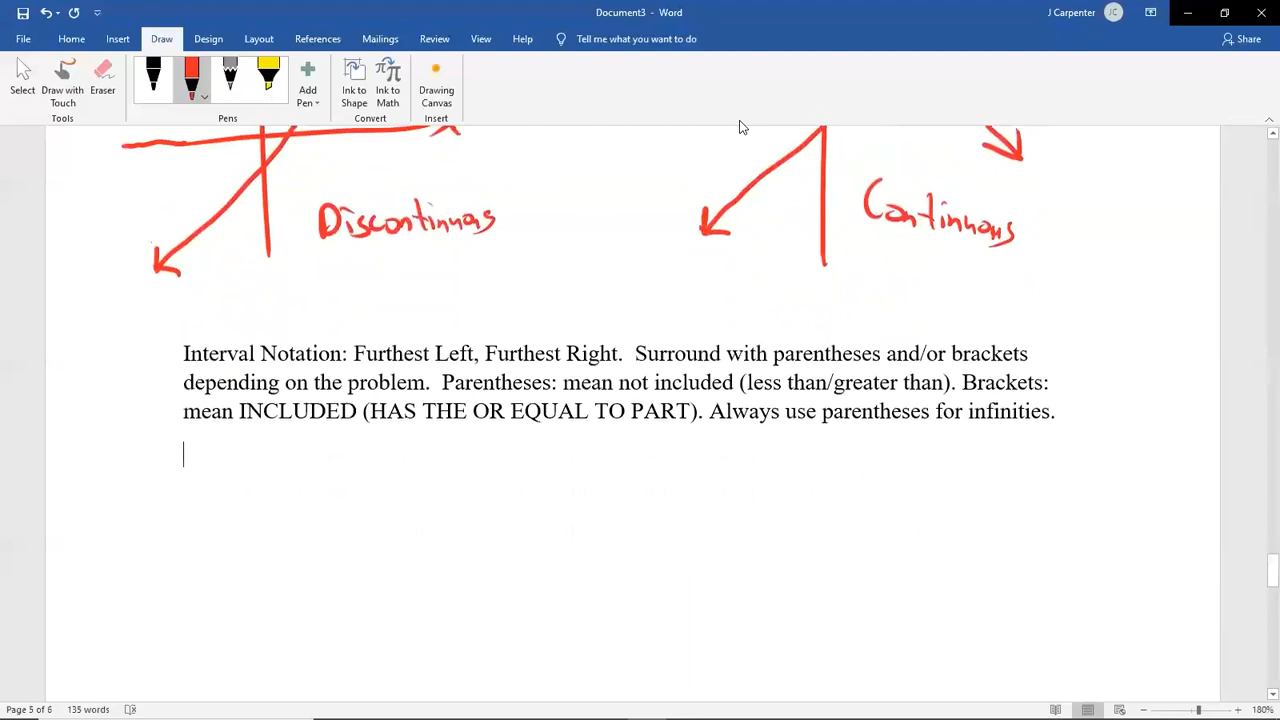 Document3 - Word
J Carpenter JC
File Home Insert Draw Design Layout References Mailings Review View Help Tell me what you want to do Share
Select Draw with Touch Eraser Add Pen Ink to Shape Ink to Math Drawing Canvas
Tools Pens Convert Insert
Discontinuous
Continuous
Interval Notation: Furthest Left, Furthest Right. Surround with parentheses and/or brackets
depending on the problem. Parentheses: mean not included (less than/greater than). Brackets:
mean INCLUDED (HAS THE OR EQUAL TO PART). Always use parentheses for infinities.
Page 5 of 6 135 words 180%